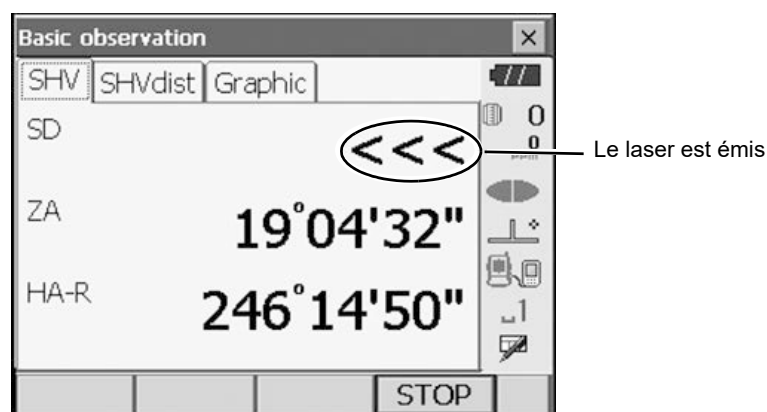 Basic observation
SHV SHVdist Graphic
SD <<<
0
0
ppm
Le laser est émis
ZA 19°04'32"
HA-R 246°14'50"
1
STOP